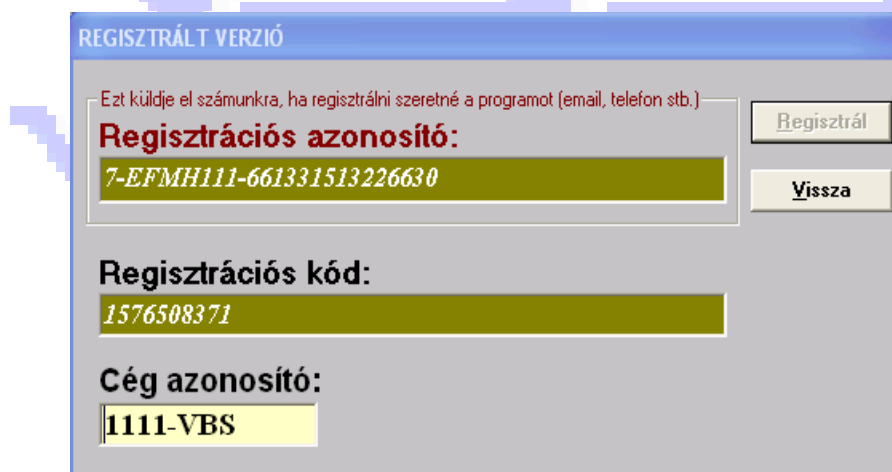 REGISZTRÁLT VERZIÓ
Ezt küldje el számunkra, ha regisztrálni szeretné a programot (email, telefon stb.)
Regisztrációs azonosító:
7-EFMH111-661331513226630
Regisztrál
Vissza
Regisztrációs kód:
1576508371
Cég azonosító:
1111-VBS